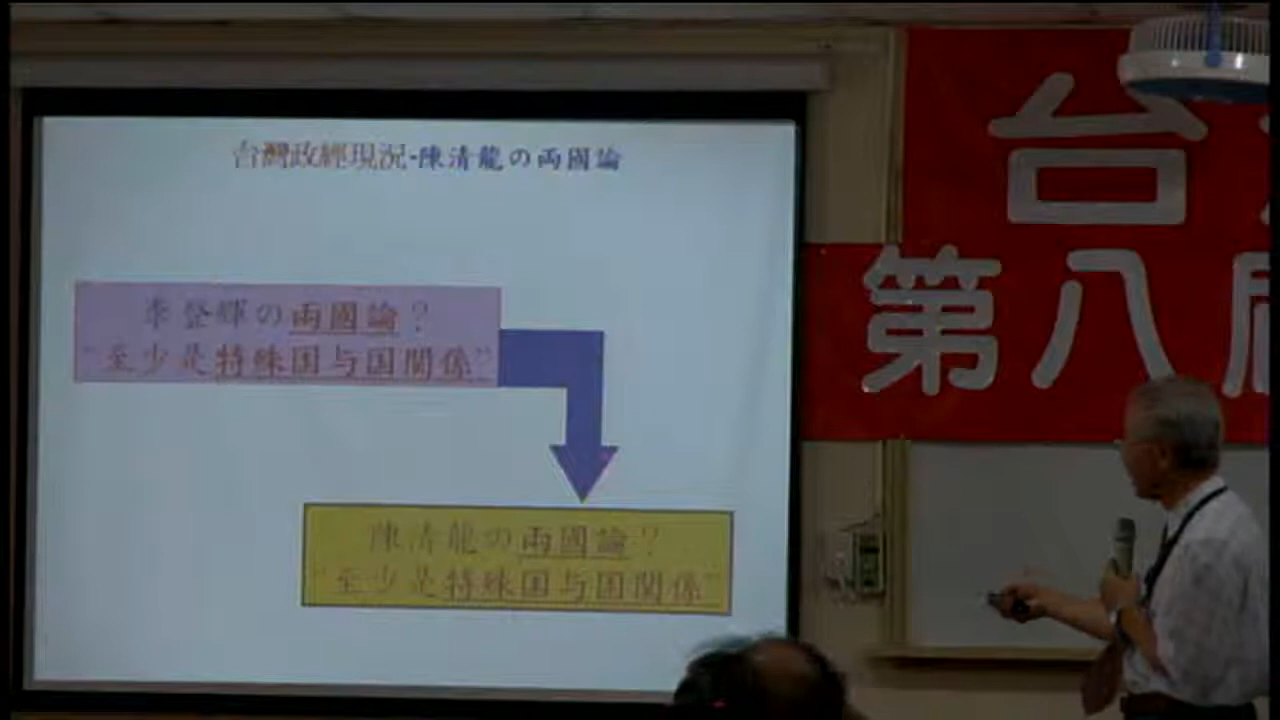 台灣政經現況-陳清龍の両國論
李登輝の両國論？
“至少是特殊国与国関係”
陳清龍の両國論？
“至少是特殊国与国関係”
台
第八屆